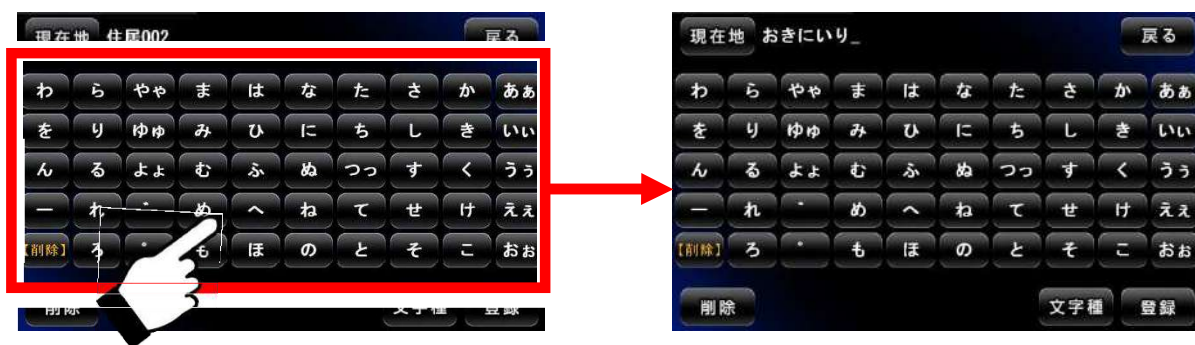 現在地 住居002 戻る
わ ら やゃ ま は な た さ か あぁ
を り ゆゅ み ひ に ち し き いぃ
ん る よょ む ふ ぬ つっ す く うぅ
ー れ ゛ め へ ね て せ け えぇ
【削除】 ろ ゜ も ほ の と そ こ おぉ
削除 文字種 登録
現在地 おきにいり_ 戻る
わ ら やゃ ま は な た さ か あぁ
を り ゆゅ み ひ に ち し き いぃ
ん る よょ む ふ ぬ つっ す く うぅ
ー れ ゛ め へ ね て せ け えぇ
【削除】 ろ ゜ も ほ の と そ こ おぉ
削除 文字種 登録